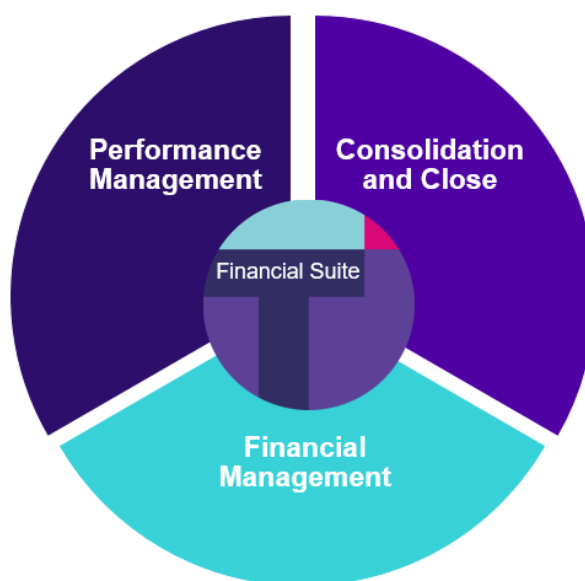 Performance
Management
Consolidation
and Close
Financial Suite
Financial
Management